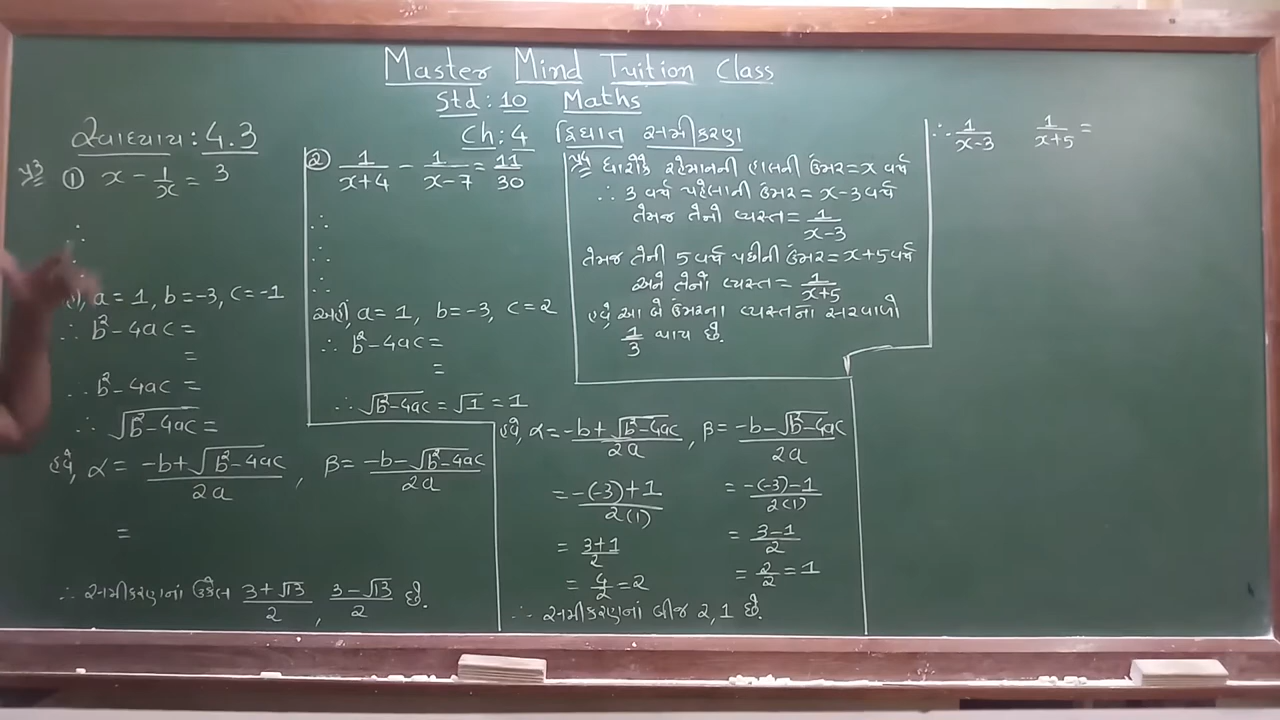 Master Mind Tuition Class
Std: 10 Maths
Ch: 4 દ્વિઘાત સમીકરણ
સ્વાધ્યાય: 4.3
પ્ર3 ① x - 1/x = 3
∴
∴
a = 1, b = -3, c = -1
∴ b² - 4ac =
=
∴ b² - 4ac =
∴ √(b² - 4ac) =
હવે, α = (-b + √(b² - 4ac))/2a , β = (-b - √(b² - 4ac))/2a
=
∴ સમીકરણનાં ઉકેલ (3 + √13)/2 , (3 - √13)/2 છે.
② 1/(x+4) - 1/(x-7) = 11/30
∴
∴
∴
અહીં, a = 1, b = -3, c = 2
∴ b² - 4ac =
=
∴ √(b² - 4ac) = √1 = 1
હવે, α = (-b + √(b² - 4ac))/2a , β = (-b - √(b² - 4ac))/2a
= (-(-3) + 1)/2(1) = (-(-3) - 1)/2(1)
= (3 + 1)/2 = (3 - 1)/2
= 4/2 = 2 = 2/2 = 1
∴ સમીકરણનાં બીજ 2, 1 છે.
પ્ર4 ધારોકે રહેમાનની હાલની ઉંમર = x વર્ષ
∴ 3 વર્ષ પહેલાની ઉંમર = x - 3 વર્ષ
તેમજ તેનો વ્યસ્ત = 1/(x-3)
તેમજ તેની 5 વર્ષ પછીની ઉંમર = x + 5 વર્ષ
અને તેનો વ્યસ્ત = 1/(x+5)
હવે આ બે ઉંમરના વ્યસ્તનો સરવાળો
1/3 થાય છે.
∴ 1/(x-3) 1/(x+5) =